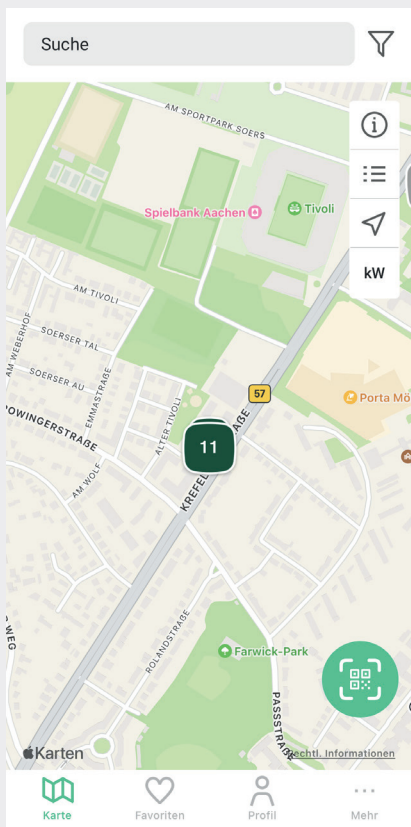 Suche
AM SPORTPARK SOERS
Spielbank Aachen
Tivoli
kW
AM TIVOLI
AM WEBERHOF
SOERSER TAL
SOERSER AU
EMMASTRAßE
57
Porta Mö
ALTER TIVOLI
OWINGERSTRAßE
11
KREFEL
RAßE
AM WOLF
WEG
ROLANDSTRAßE
Farwick-Park
PASSSTRAßE
Karten
echtl. Informationen
Karte
Favoriten
Profil
Mehr